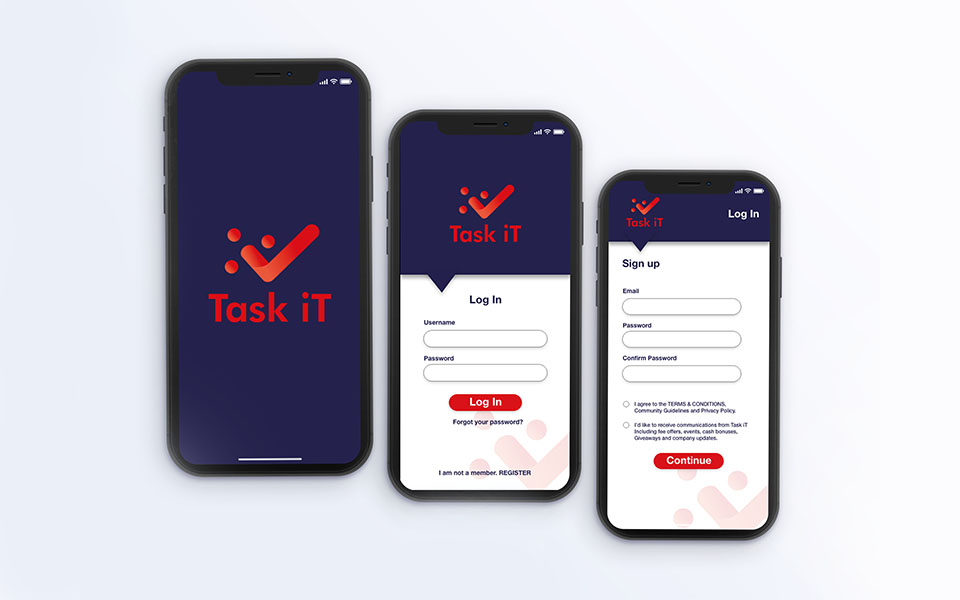 Task iT
Task iT
Log In
Username
Password
Log In
Forgot your password?
I am not a member. REGISTER
Task iT
Log In
Sign up
Email
Password
Confirm Password
I agree to the TERMS & CONDITIONS,
Community Guidelines and Privacy Policy.
I'd like to receive communications from Task iT
Including fee offers, events, cash bonuses,
Giveaways and company updates.
Continue